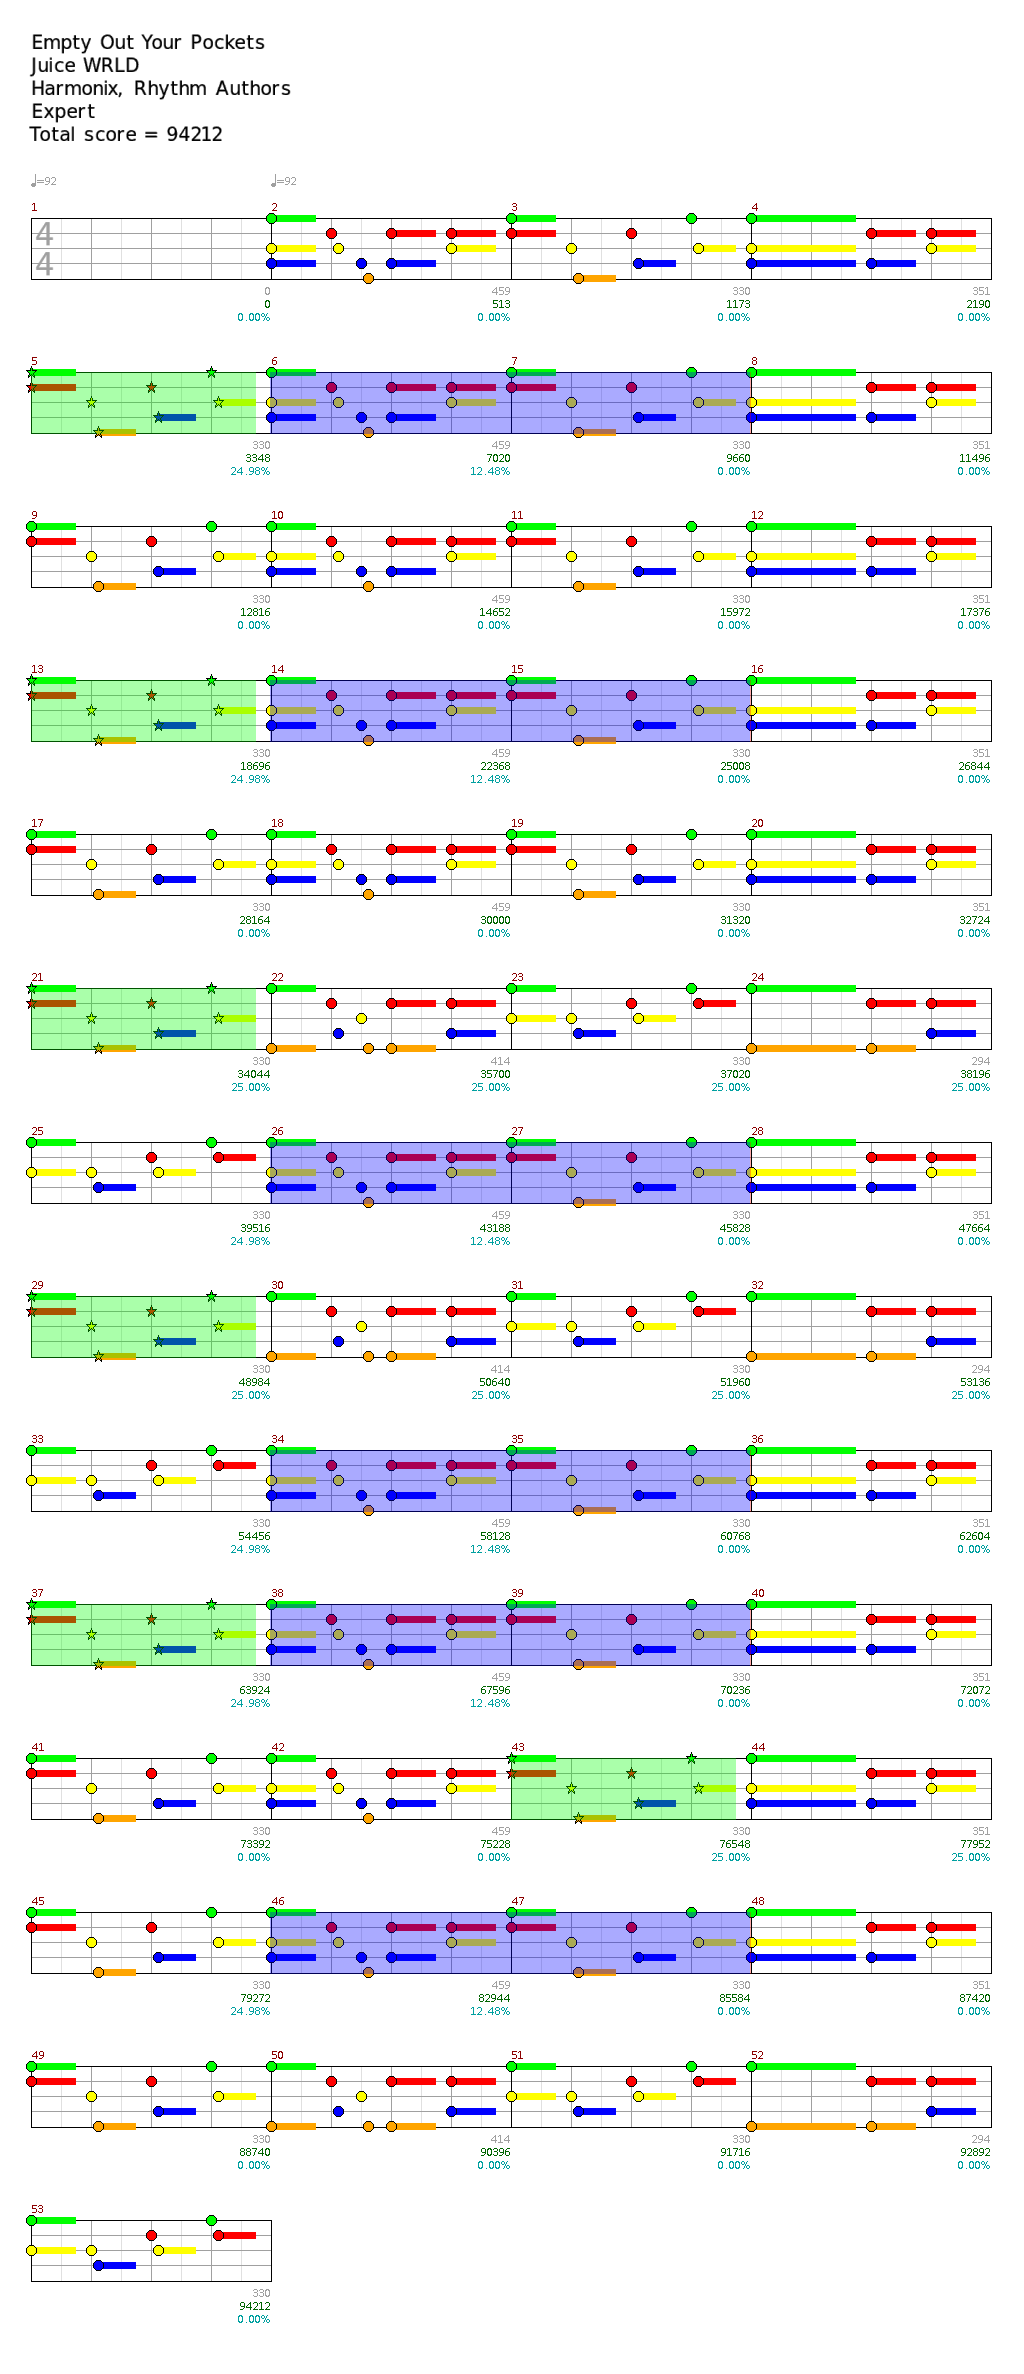 Empty Out Your Pockets
Juice WRLD
Harmonix, Rhythm Authors
Expert
Total score = 94212
♩=92 ♩=92
1 2 3 4
4
4
0 459 330 351
0 513 1173 2190
0.00% 0.00% 0.00% 0.00%
5 6 7 8
330 459 330 351
3348 7020 9660 11496
24.98% 12.48% 0.00% 0.00%
9 10 11 12
330 459 330 351
12816 14652 15972 17376
0.00% 0.00% 0.00% 0.00%
13 14 15 16
330 459 330 351
18696 22368 25008 26844
24.98% 12.48% 0.00% 0.00%
17 18 19 20
330 459 330 351
28164 30000 31320 32724
0.00% 0.00% 0.00% 0.00%
21 22 23 24
330 414 330 294
34044 35700 37020 38196
25.00% 25.00% 25.00% 25.00%
25 26 27 28
330 459 330 351
39516 43188 45828 47664
24.98% 12.48% 0.00% 0.00%
29 30 31 32
330 414 330 294
48984 50640 51960 53136
25.00% 25.00% 25.00% 25.00%
33 34 35 36
330 459 330 351
54456 58128 60768 62604
24.98% 12.48% 0.00% 0.00%
37 38 39 40
330 459 330 351
63924 67596 70236 72072
24.98% 12.48% 0.00% 0.00%
41 42 43 44
330 459 330 351
73392 75228 76548 77952
0.00% 0.00% 25.00% 25.00%
45 46 47 48
330 459 330 351
79272 82944 85584 87420
24.98% 12.48% 0.00% 0.00%
49 50 51 52
330 414 330 294
88740 90396 91716 92892
0.00% 0.00% 0.00% 0.00%
53
330
94212
0.00%